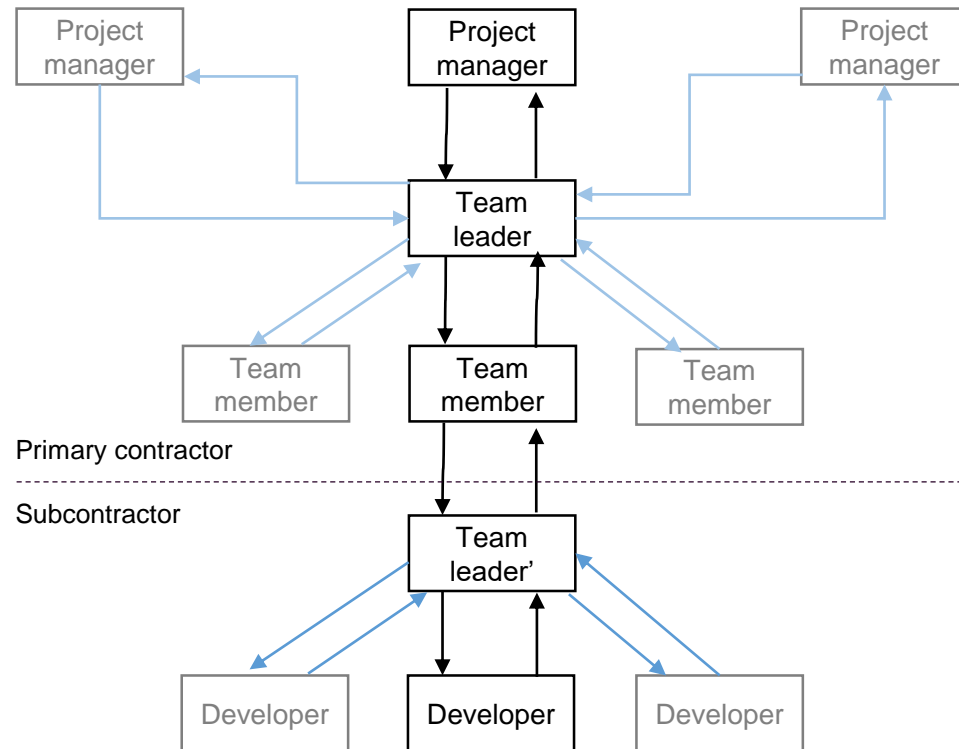 Project
manager
Project
manager
Project
manager
Team
leader
Team
member
Team
member
Team
member
Primary contractor
Subcontractor
Team
leader’
Developer
Developer
Developer